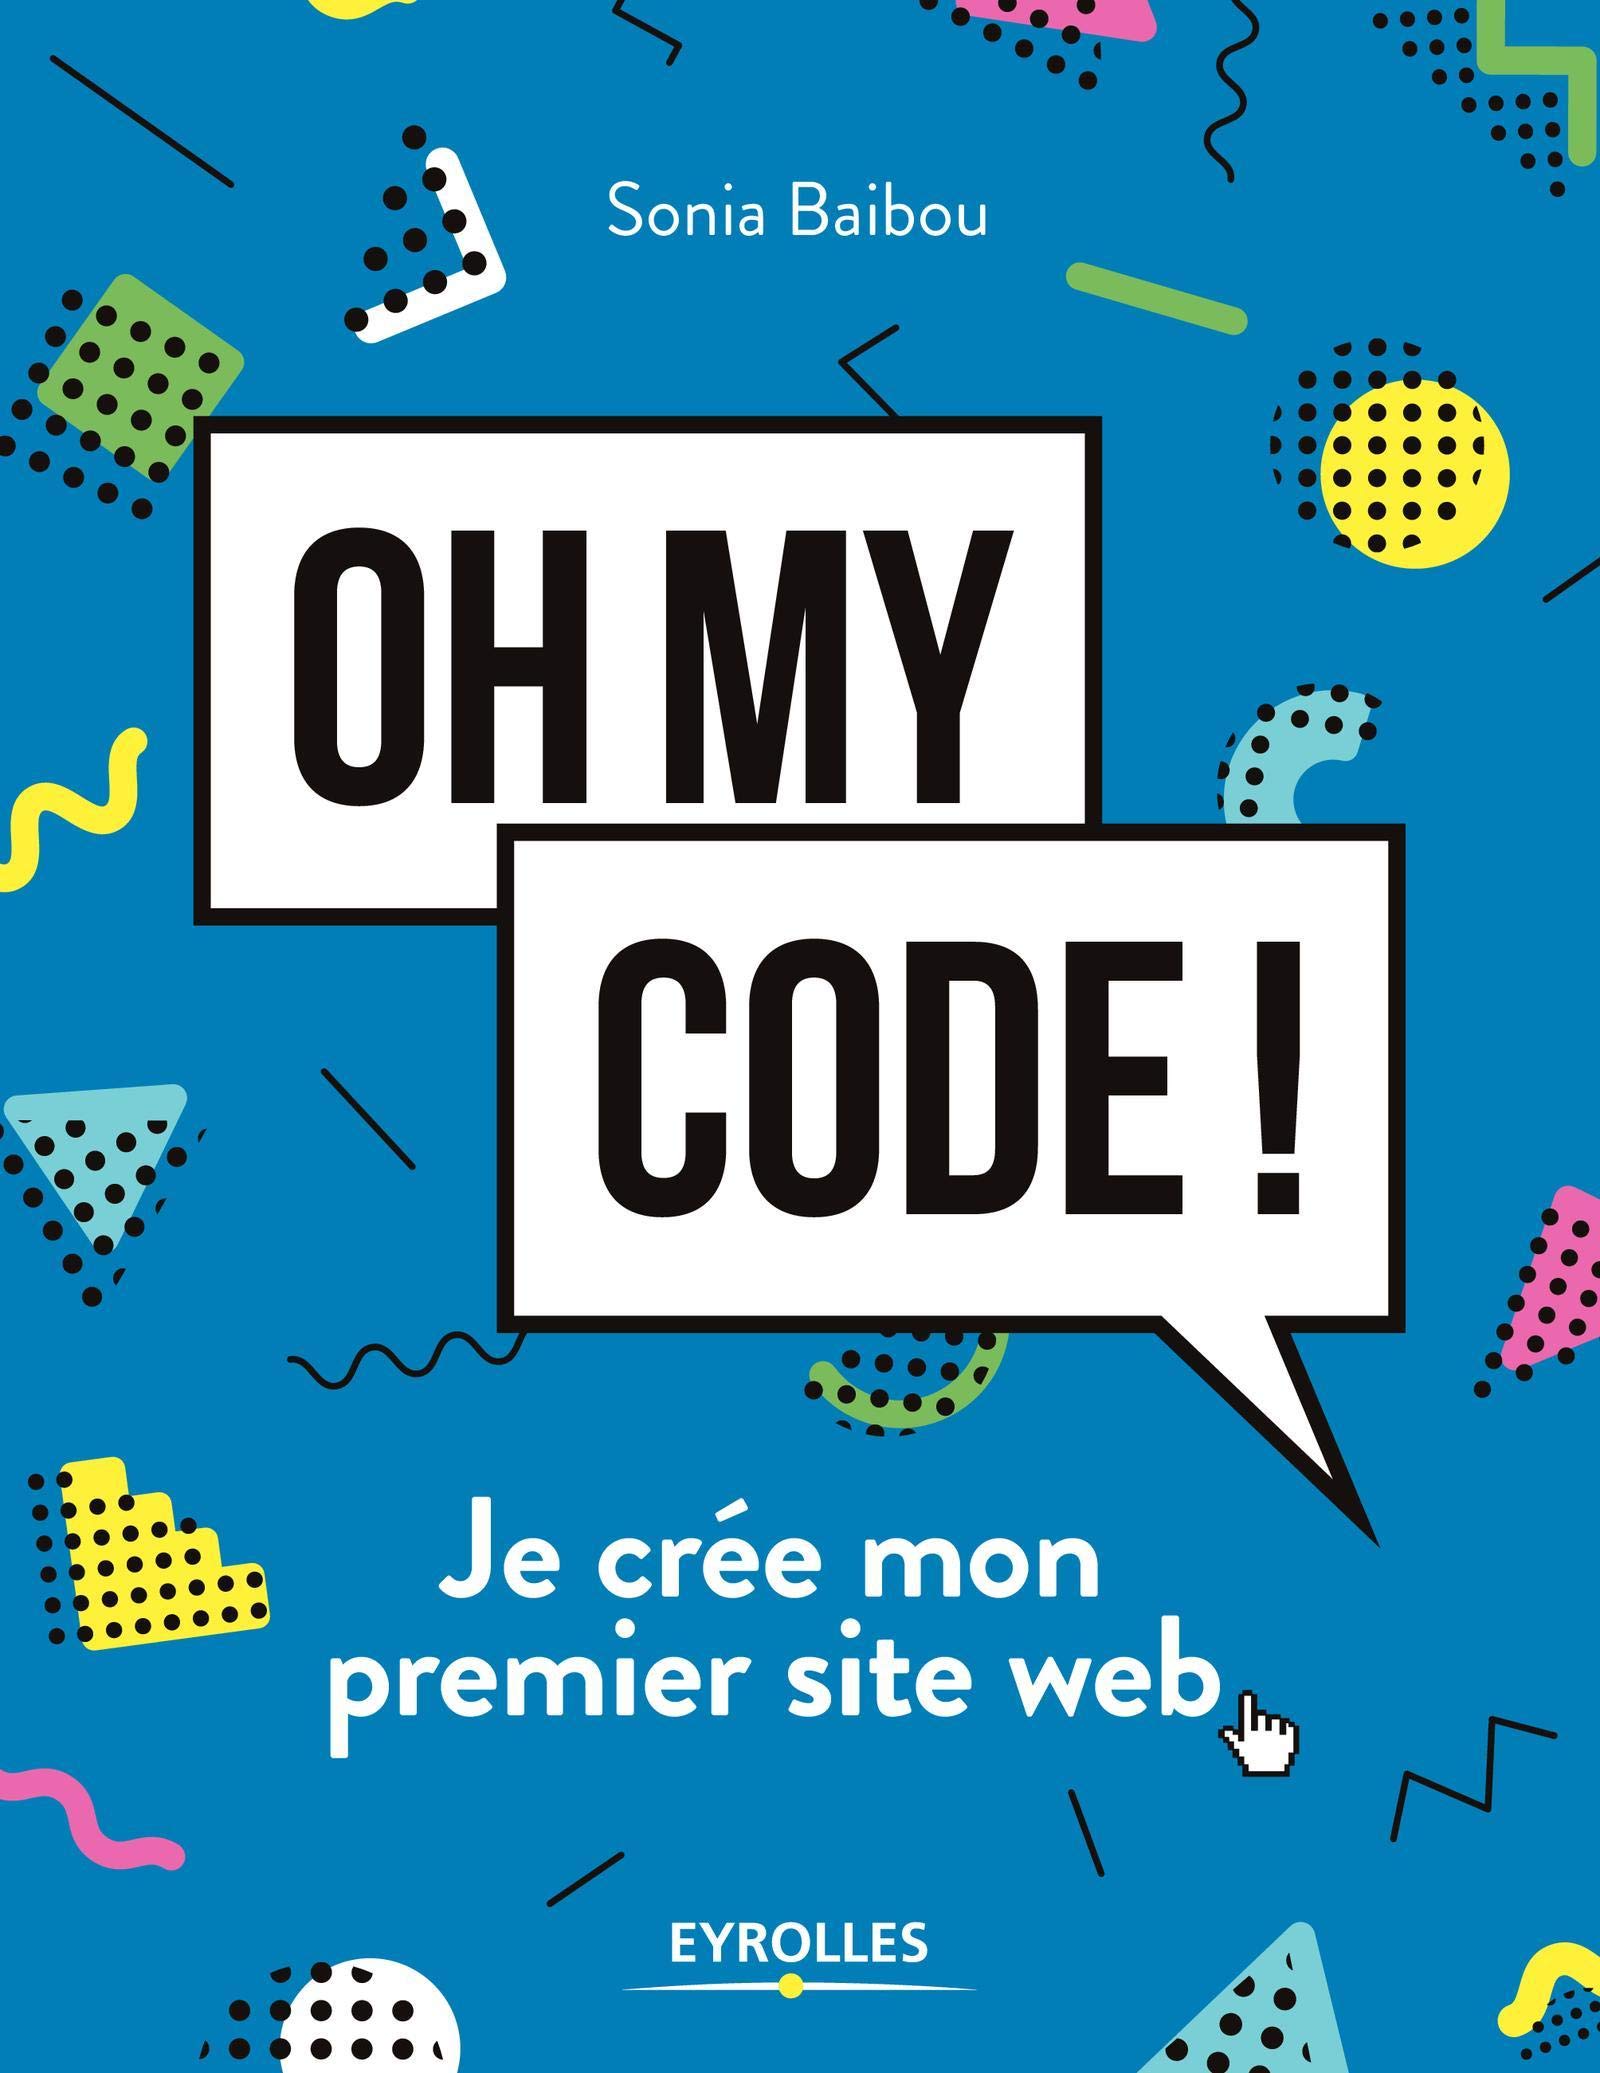 Sonia Baibou
OH MY
CODE !
Je crée mon
premier site web
EYROLLES